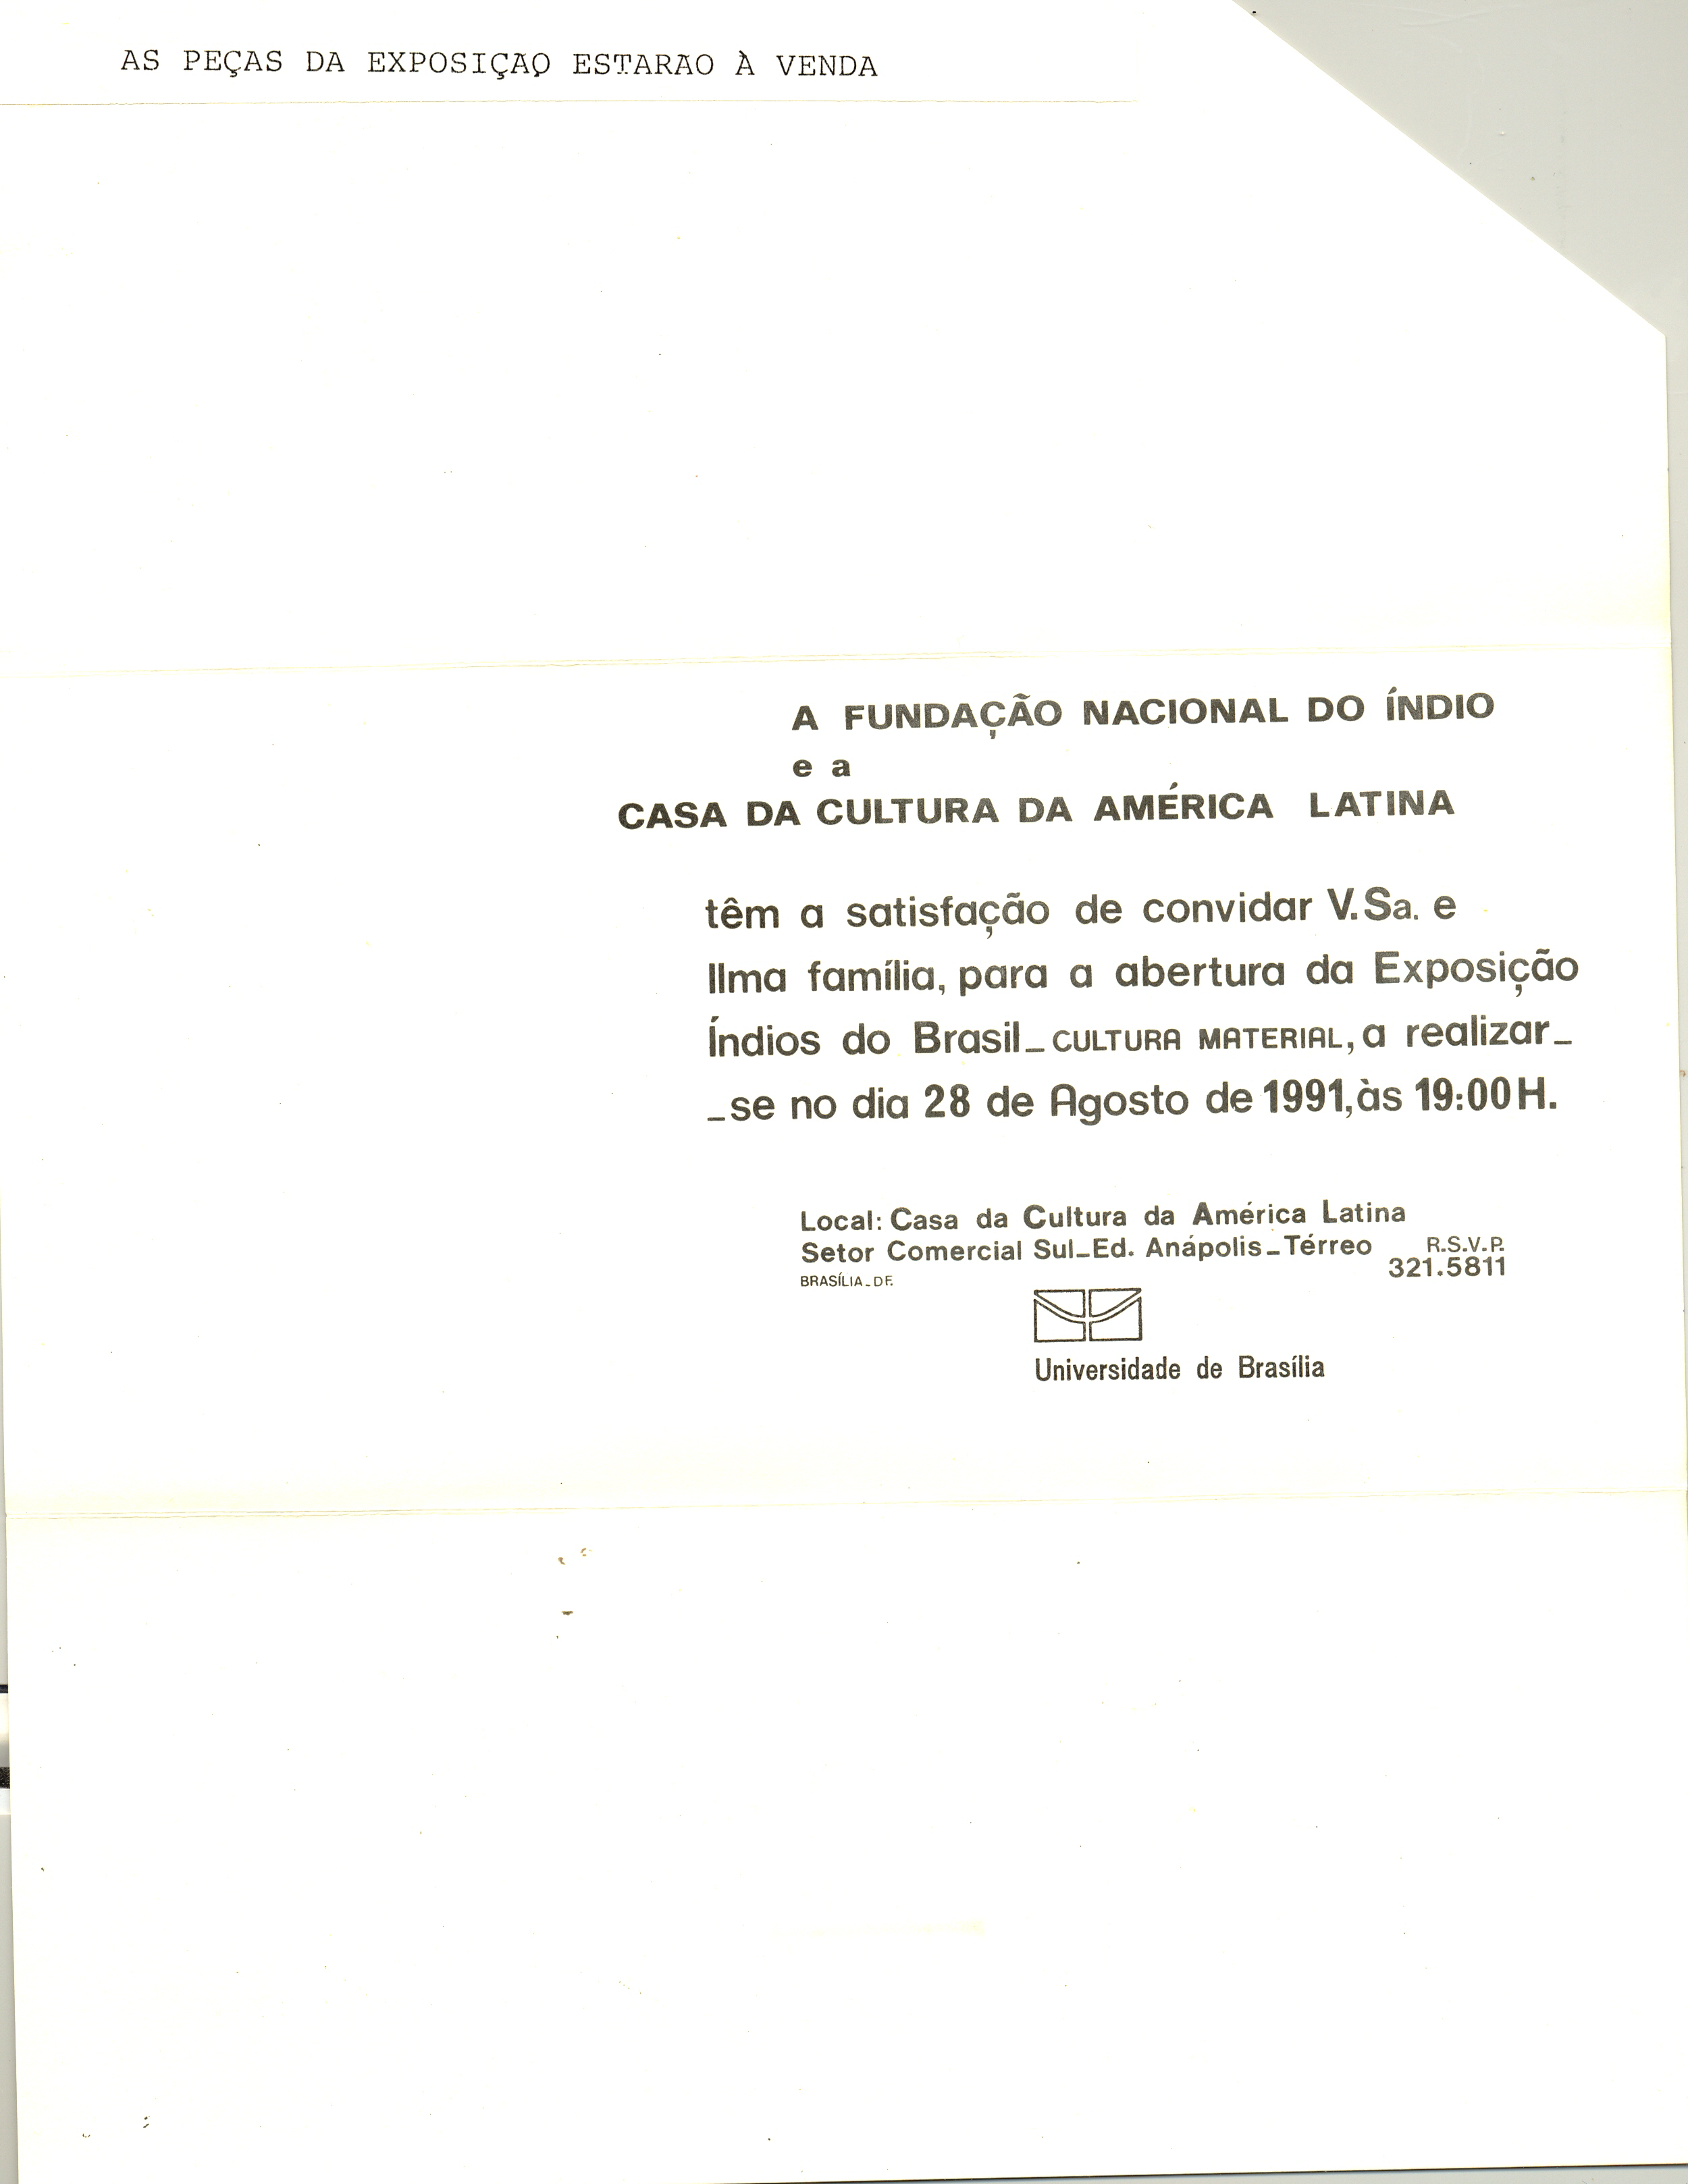 AS PEÇAS DA EXPOSIÇAO ESTARAO À VENDA
A FUNDAÇÃO NACIONAL DO ÍNDIO
e a
CASA DA CULTURA DA AMÉRICA LATINA
têm a satisfação de convidar V.Sa. e
Ilma família, para a abertura da Exposição
Índios do Brasil_CULTURA MATERIAL, a realizar_
_se no dia 28 de Agosto de 1991, às 19:00H.
Local: Casa da Cultura da América Latina
Setor Comercial Sul_Ed. Anápolis_Térreo
BRASÍLIA_DF.
R.S.V.P.
321.5811
Universidade de Brasília